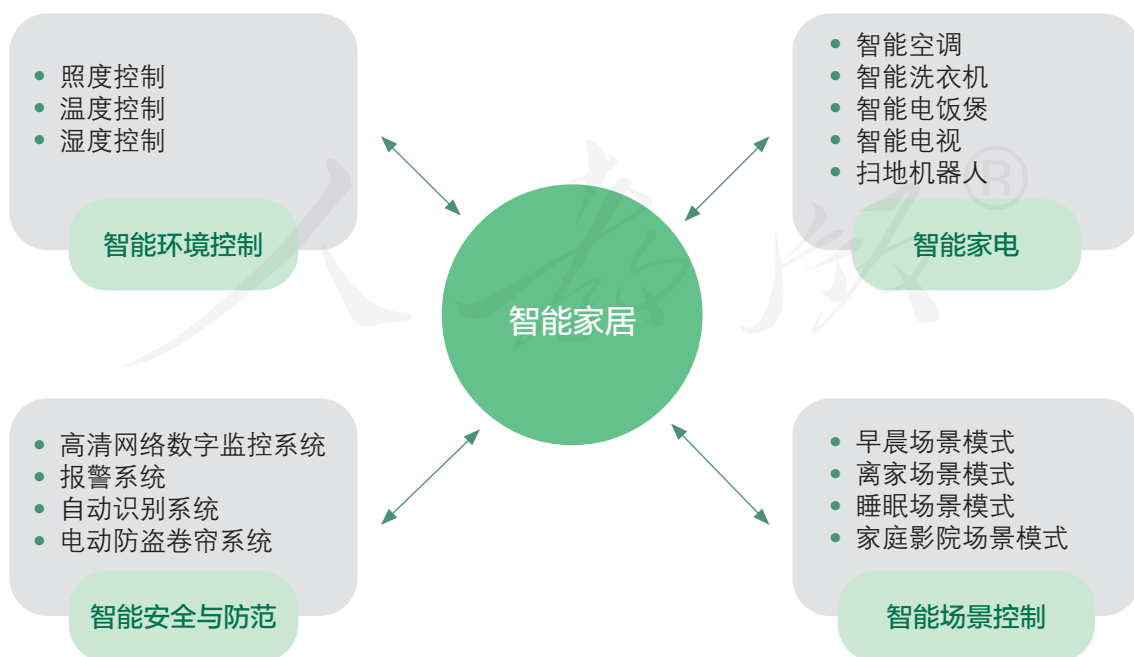 照度控制
温度控制
湿度控制
智能环境控制
智能空调
智能洗衣机
智能电饭煲
智能电视
扫地机器人
智能家电
智能家居
高清网络数字监控系统
报警系统
自动识别系统
电动防盗卷帘系统
智能安全与防范
早晨场景模式
离家场景模式
睡眠场景模式
家庭影院场景模式
智能场景控制
人教版®